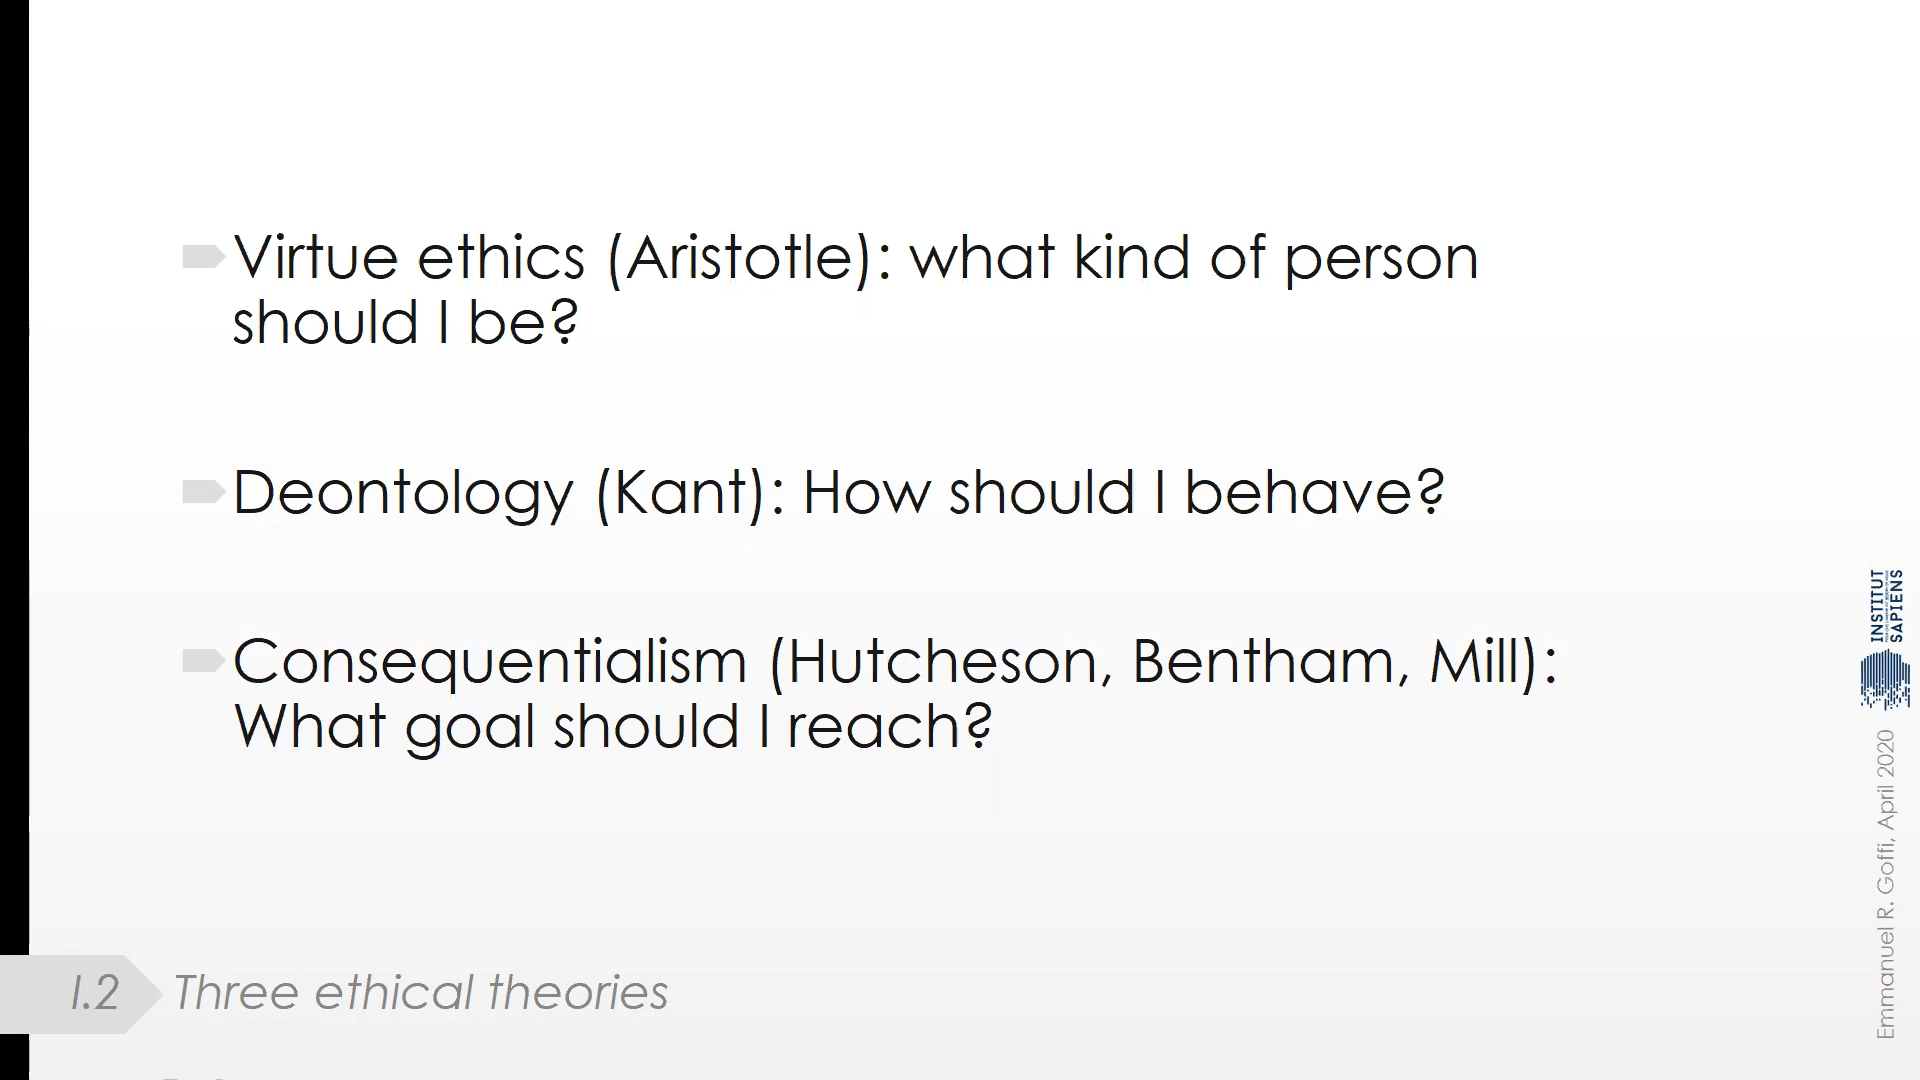 Virtue ethics (Aristotle): what kind of person
should I be?
Deontology (Kant): How should I behave?
Consequentialism (Hutcheson, Bentham, Mill):
What goal should I reach?
I.2
Three ethical theories
INSTITUT
SAPIENS
Emmanuel R. Goffi, April 2020